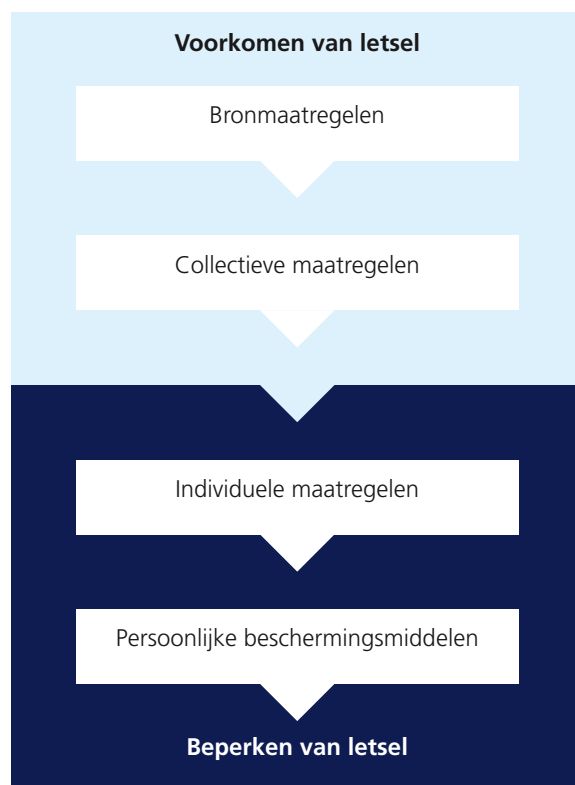 Voorkomen van letsel
Bronmaatregelen
Collectieve maatregelen
Individuele maatregelen
Persoonlijke beschermingsmiddelen
Beperken van letsel